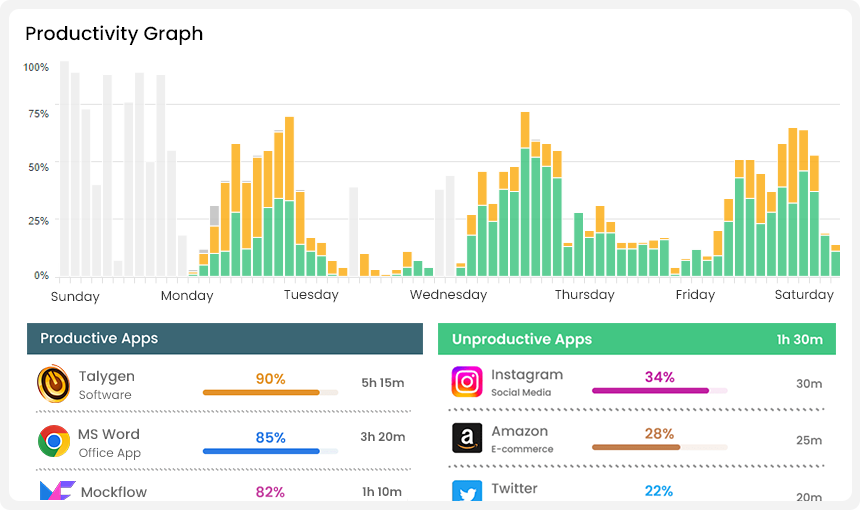 Productivity Graph
100%
75%
50%
25%
0%
Sunday Monday Tuesday Wednesday Thursday Friday Saturday
Productive Apps
Talygen
Software
90%
5h 15m
MS Word
Office App
85%
3h 20m
Mockflow
82%
1h 10m
Unproductive Apps 1h 30m
Instagram
Social Media
34%
30m
Amazon
E-commerce
28%
25m
Twitter
22%
20m